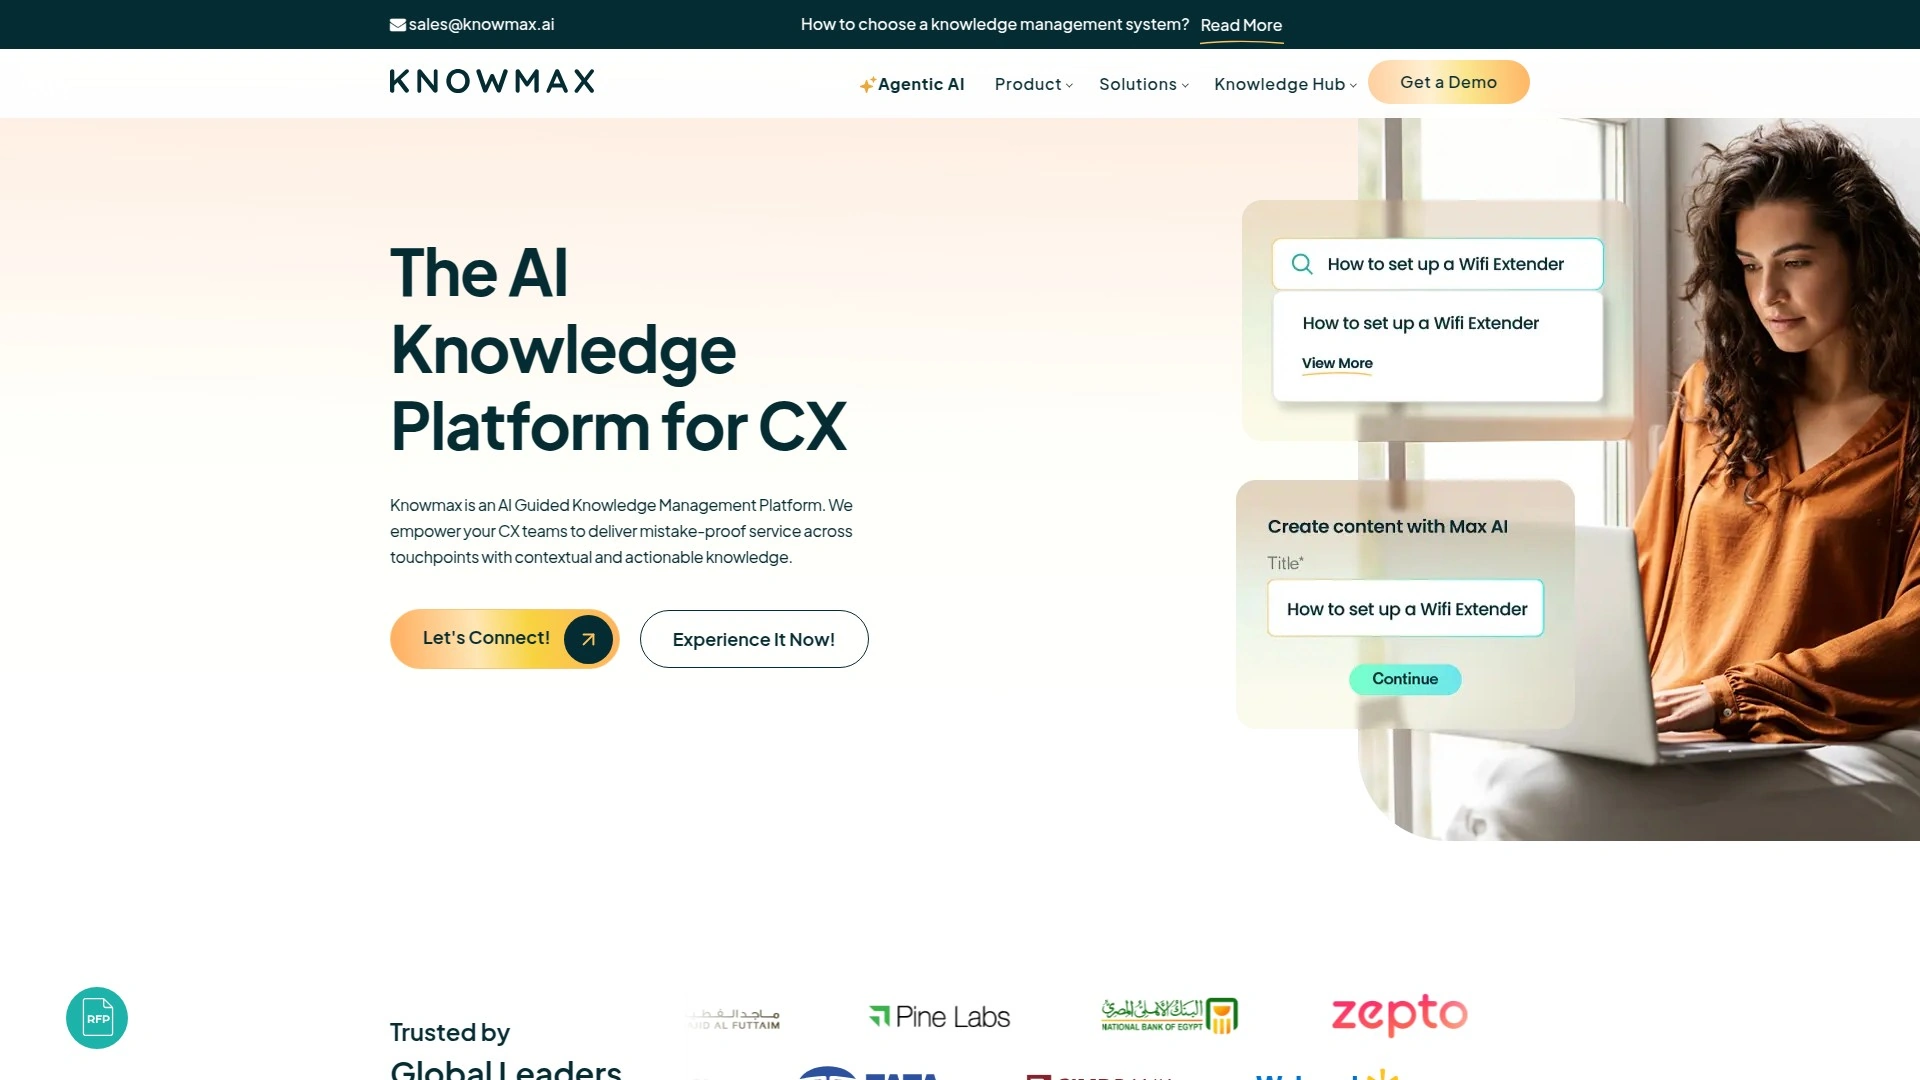 sales@knowmax.ai
How to choose a knowledge management system? Read More
KNOWMAX
Agentic AI
Product
Solutions
Knowledge Hub
Get a Demo
The AI
Knowledge
Platform for CX
Knowmax is an AI Guided Knowledge Management Platform. We
empower your CX teams to deliver mistake-proof service across
touchpoints with contextual and actionable knowledge.
Let's Connect!
Experience It Now!
How to set up a Wifi Extender
How to set up a Wifi Extender
View More
Create content with Max AI
Title*
How to set up a Wifi Extender
Continue
RFP
Trusted by
Global Leaders
ماجد الفطيم
AL FUTTAIM
Pine Labs
البنك الأهلي المصري
NATIONAL BANK OF EGYPT
zepto
TATA